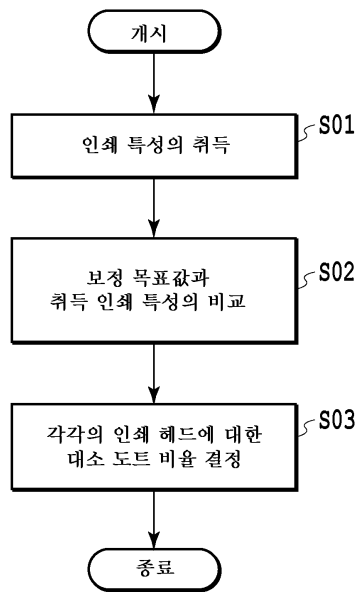 개시
인쇄 특성의 취득
S01
보정 목표값과
취득 인쇄 특성의 비교
S02
각각의 인쇄 헤드에 대한
대소 도트 비율 결정
S03
종료